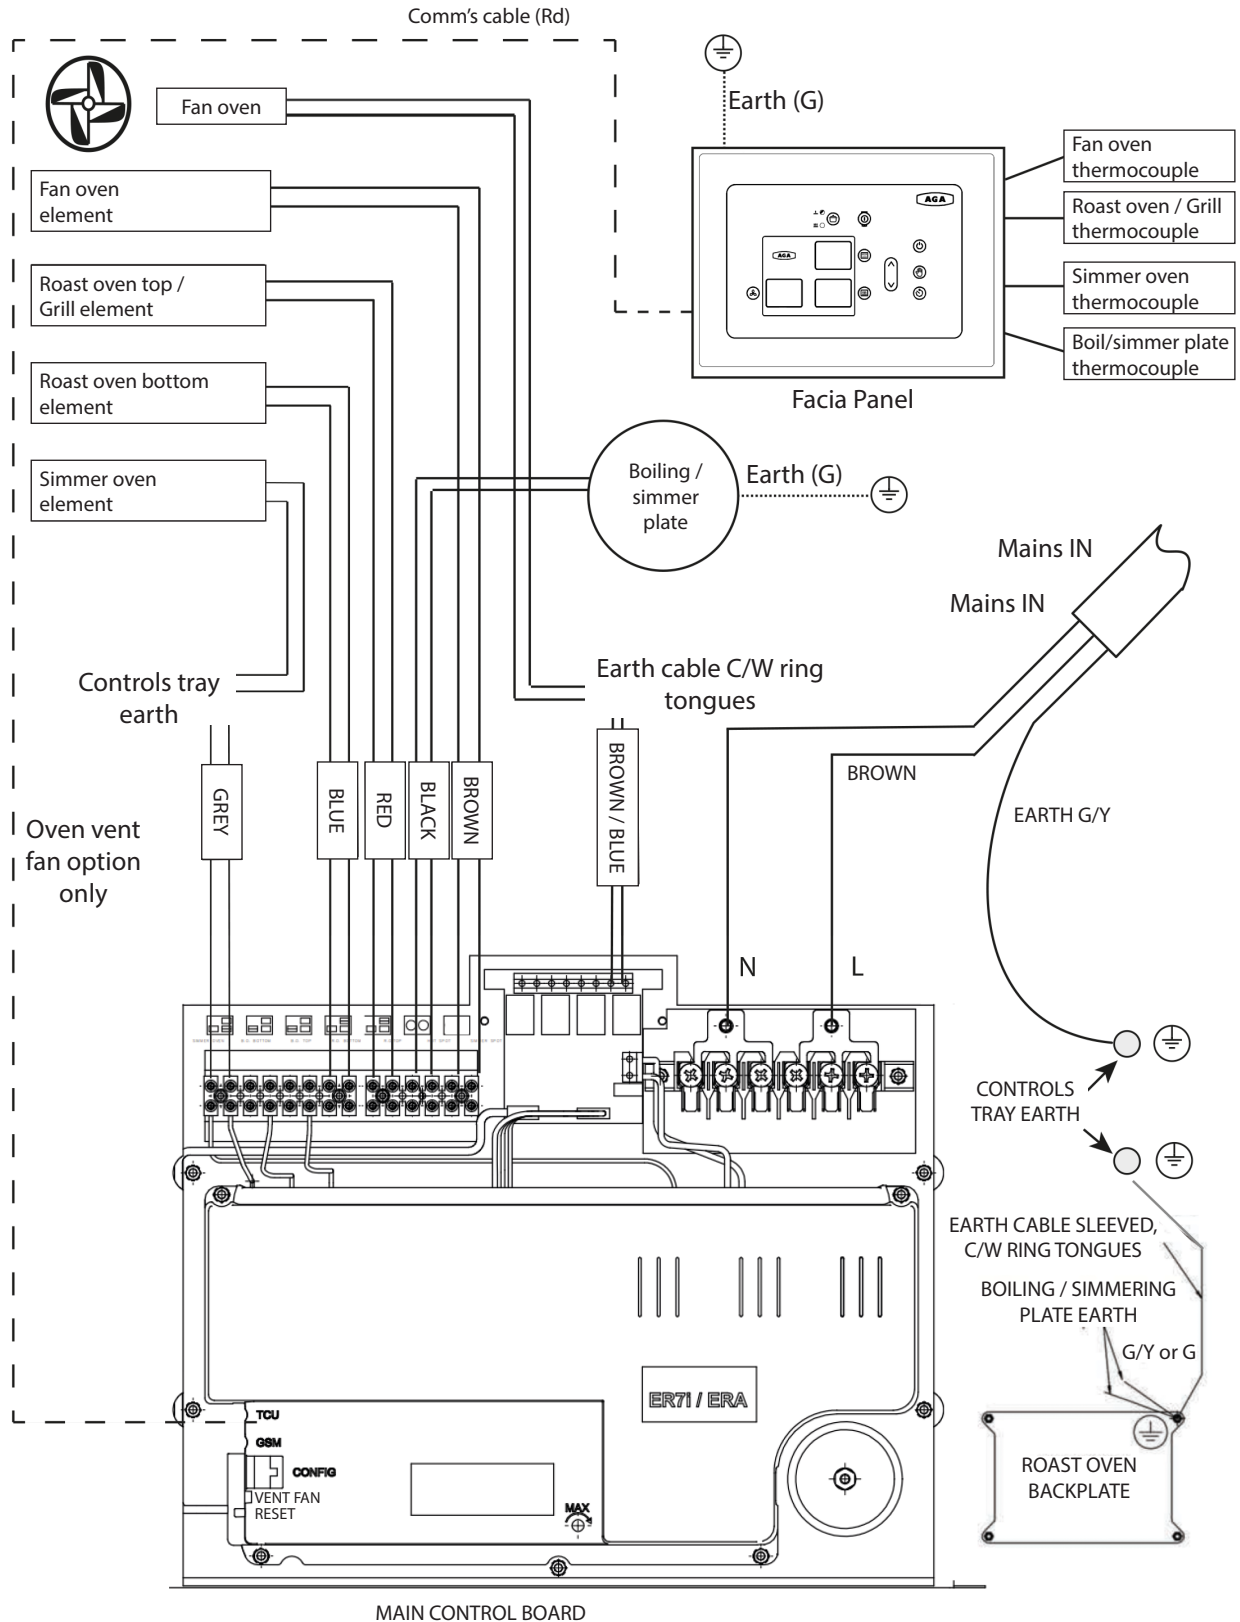 Comm's cable (Rd)
Fan oven
Earth (G)
Fan oven
thermocouple
Fan oven
element
AGA
Roast oven / Grill
thermocouple
AGA
Roast oven top /
Grill element
Simmer oven
thermocouple
Boil/simmer plate
thermocouple
Roast oven bottom
element
Facia Panel
Simmer oven
element
Boiling /
simmer
plate
Earth (G)
Mains IN
Mains IN
Controls tray
earth
Earth cable C/W ring
tongues
GREY
BLUE
RED
BLACK
BROWN
BROWN / BLUE
BROWN
EARTH G/Y
Oven vent
fan option
only
N
L
R.O. BOTTOM
R.O. TOP
SIMMER SPOT
CONTROLS
TRAY EARTH
EARTH CABLE SLEEVED,
C/W RING TONGUES
BOILING / SIMMERING
PLATE EARTH
G/Y or G
ER7i / ERA
TCU
GSM
CONFIG
VENT FAN
RESET
MAX
ROAST OVEN
BACKPLATE
MAIN CONTROL BOARD